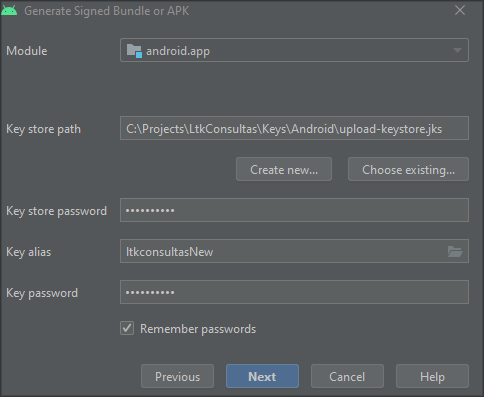 Generate Signed Bundle or APK
Module
android.app
Key store path
C:\Projects\LtkConsultas\Keys\Android\upload-keystore.jks
Create new... Choose existing...
Key store password ••••••••••
Key alias ltkconsultasNew
Key password ••••••••••
Remember passwords
Previous Next Cancel Help